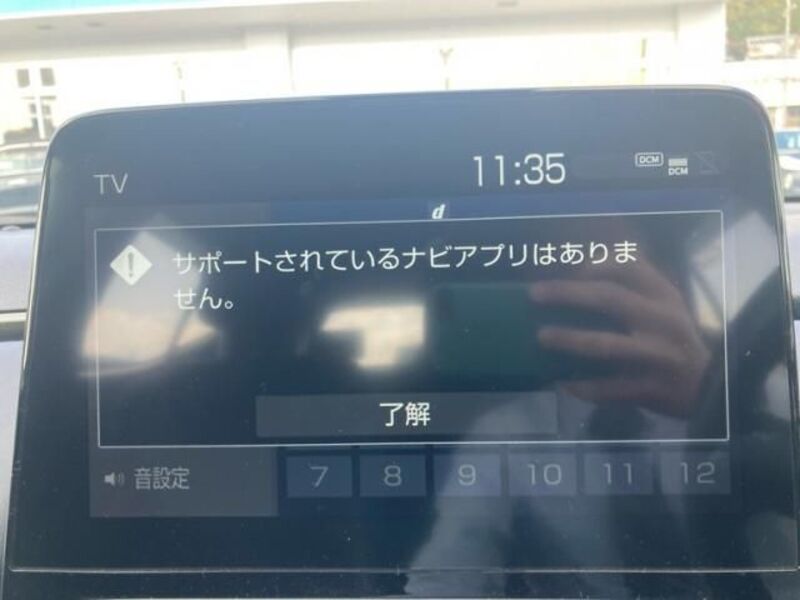 TV
11:35
DCM
DCM
d
サポートされているナビアプリはありま
せん。
了解
音設定
7 8 9 10 11 12